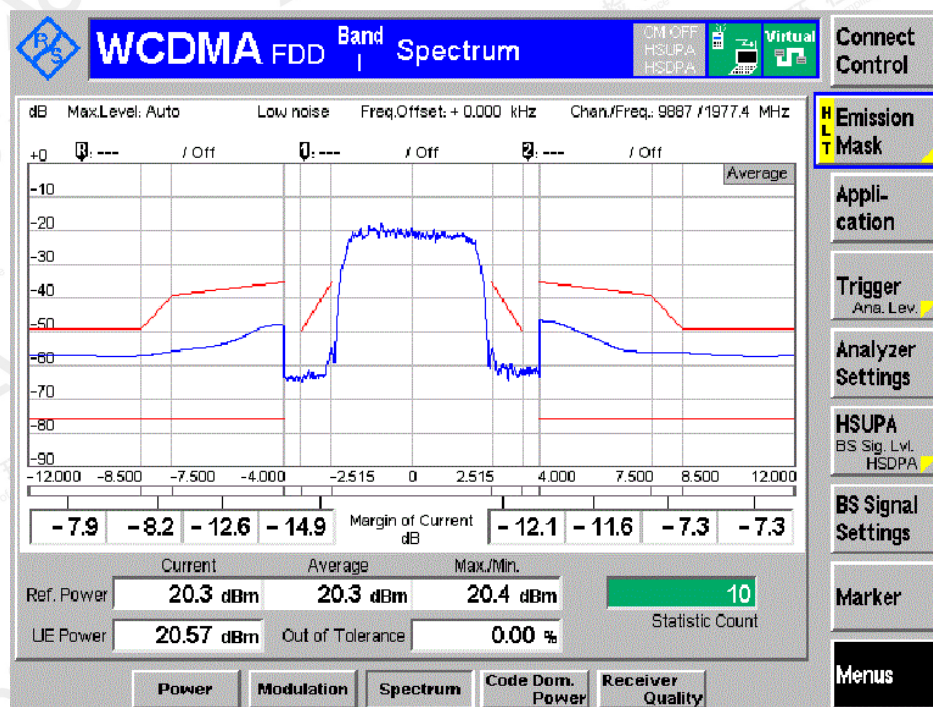 R S
WCDMA FDD Band I Spectrum
CM OFF
HSUPA
HSDPA
Virtual
Connect Control
dB Max.Level: Auto Low noise Freq.Offset: + 0.000 kHz Chan./Freq.: 9887 /1977.4 MHz
H L T Emission Mask
R: --- / Off 1: --- / Off 2: --- / Off
+0
Average
-10
-20
-30
-40
-50
-60
-70
-80
-90
-12.000 -8.500 -7.500 -4.000 -2.515 0 2.515 4.000 7.500 8.500 12.000
-7.9 -8.2 -12.6 -14.9 Margin of Current dB -12.1 -11.6 -7.3 -7.3
Current Average Max./Min.
Ref. Power 20.3 dBm 20.3 dBm 20.4 dBm 10
Statistic Count
UE Power 20.57 dBm Out of Tolerance 0.00 %
Appli-
cation
Trigger
Ana. Lev.
Analyzer
Settings
HSUPA
BS Sig. Lvl.
HSDPA
BS Signal
Settings
Marker
Menus
Power Modulation Spectrum Code Dom. Power Receiver Quality